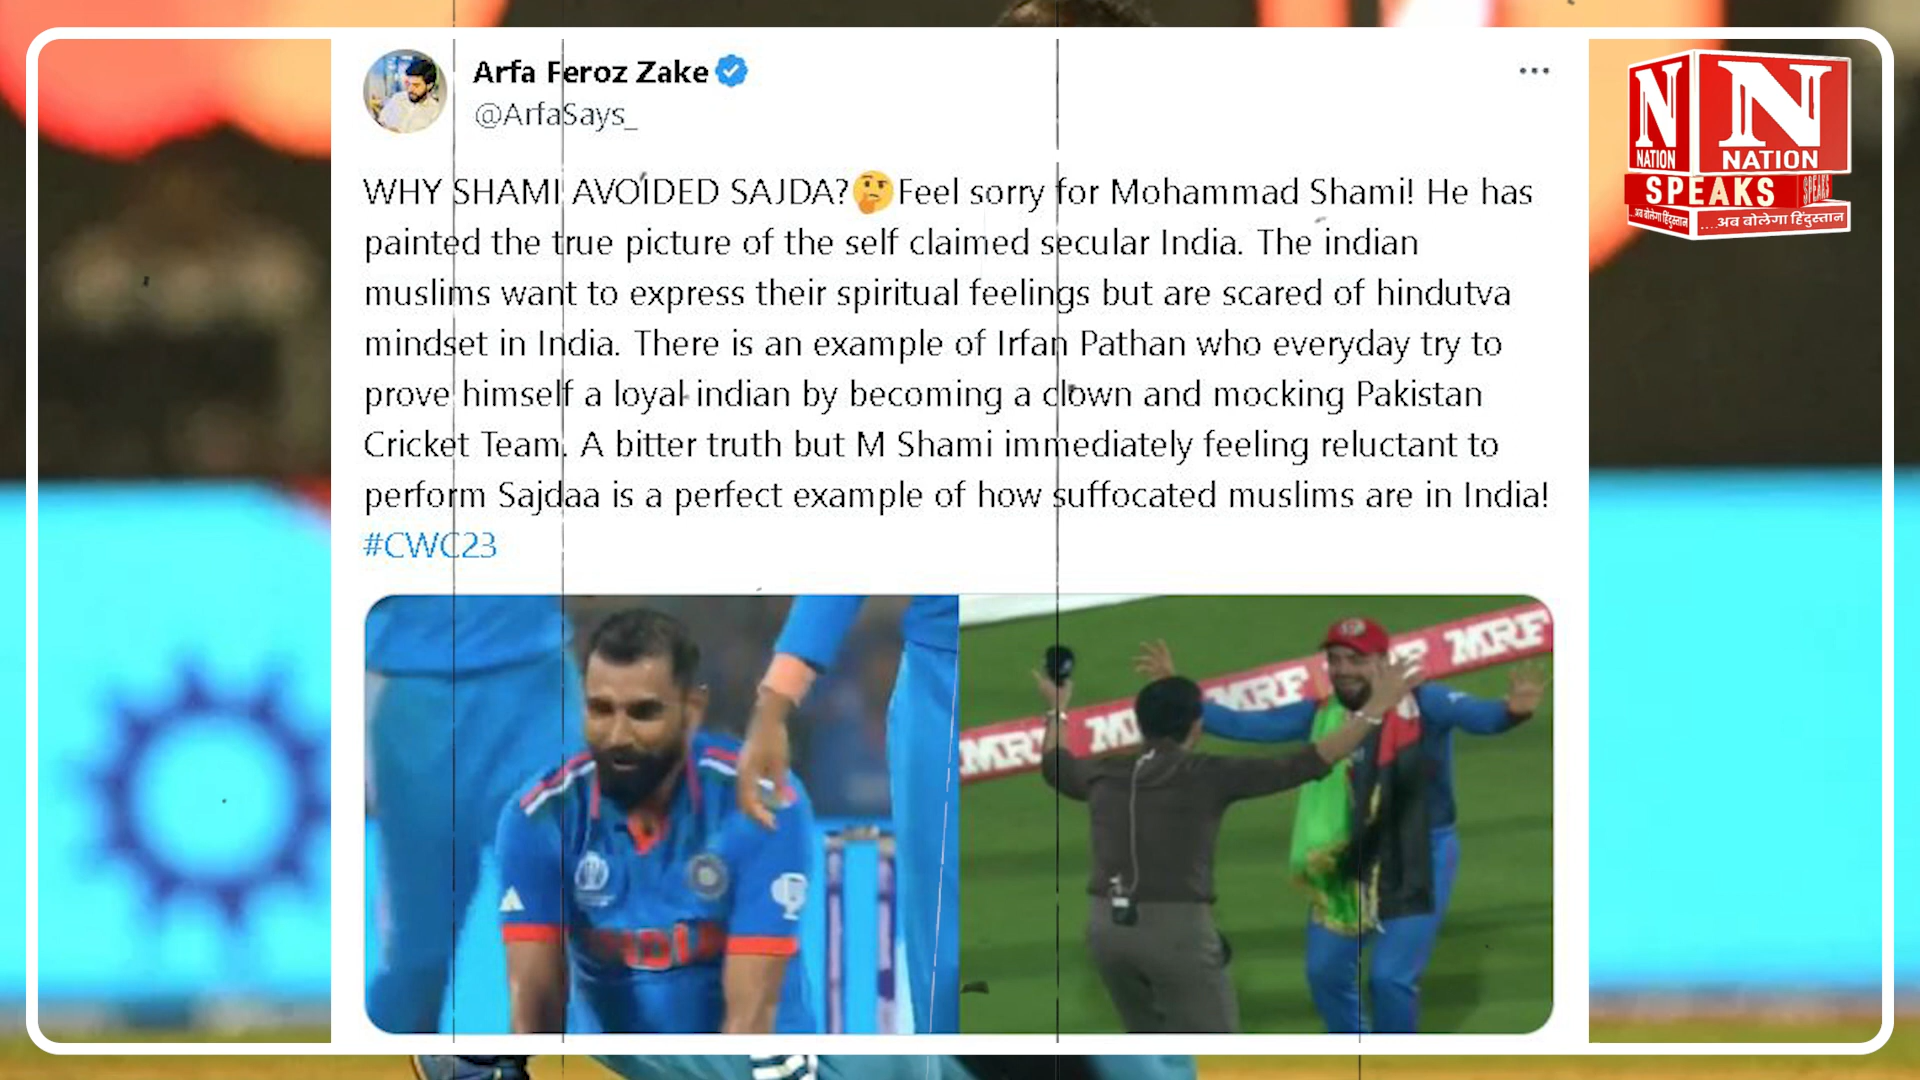 Arfa Feroz Zake
@ArfaSays_
WHY SHAMI AVOIDED SAJDA?🤔Feel sorry for Mohammad Shami! He has
painted the true picture of the self claimed secular India. The indian
muslims want to express their spiritual feelings but are scared of hindutva
mindset in India. There is an example of Irfan Pathan who everyday try to
prove himself a loyal indian by becoming a clown and mocking Pakistan
Cricket Team. A bitter truth but M Shami immediately feeling reluctant to
perform Sajdaa is a perfect example of how suffocated muslims are in India!
#CWC23
N N
NATION NATION
SPEAKS SPEAKS
...अब बोलेगा हिंदुस्तान ....अब बोलेगा हिंदुस्तान
MRF MRF MRF MRF
INDIA